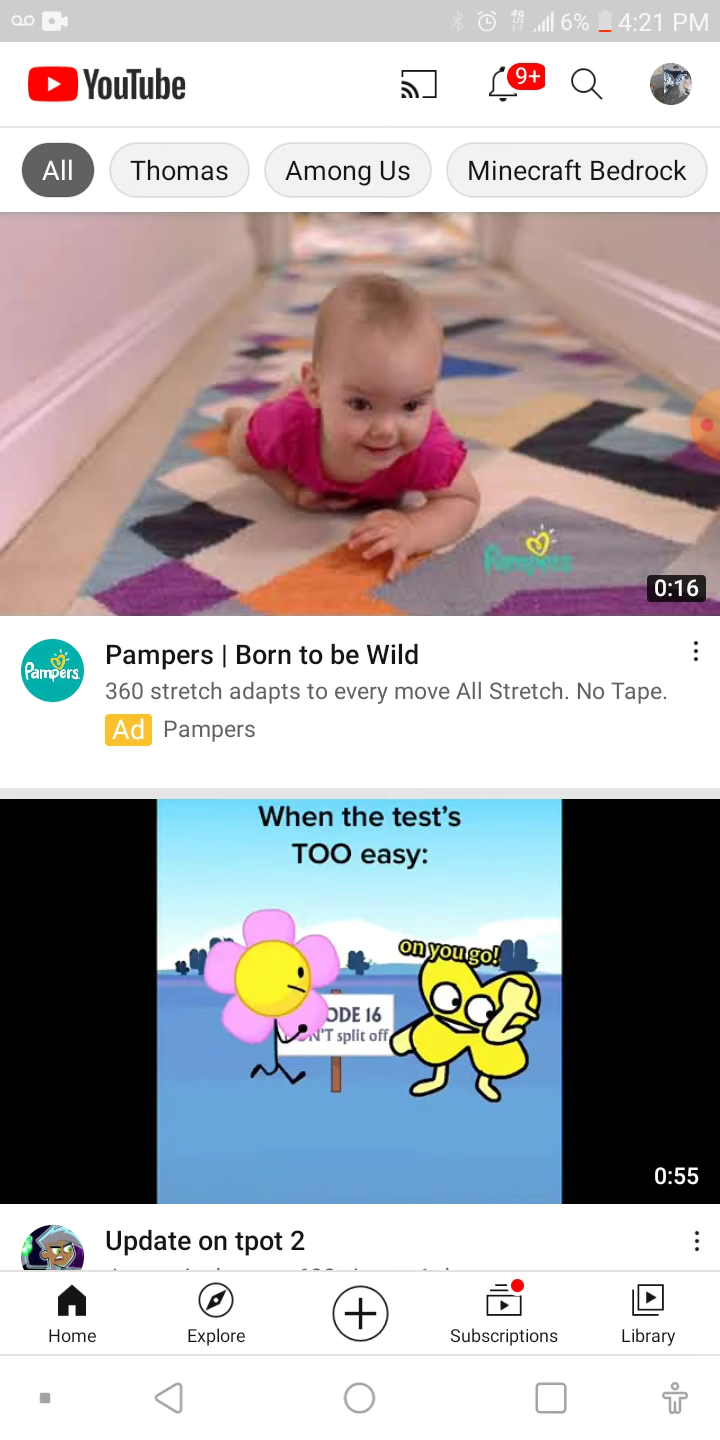 4G
LTE
6%
4:21 PM
YouTube
9+
All
Thomas
Among Us
Minecraft Bedrock
Pampers
0:16
Pampers
Pampers | Born to be Wild
360 stretch adapts to every move All Stretch. No Tape.
Ad Pampers
When the test's
TOO easy:
on you go!
ODE 16
N'T split off
0:55
Update on tpot 2
Home
Explore
Subscriptions
Library